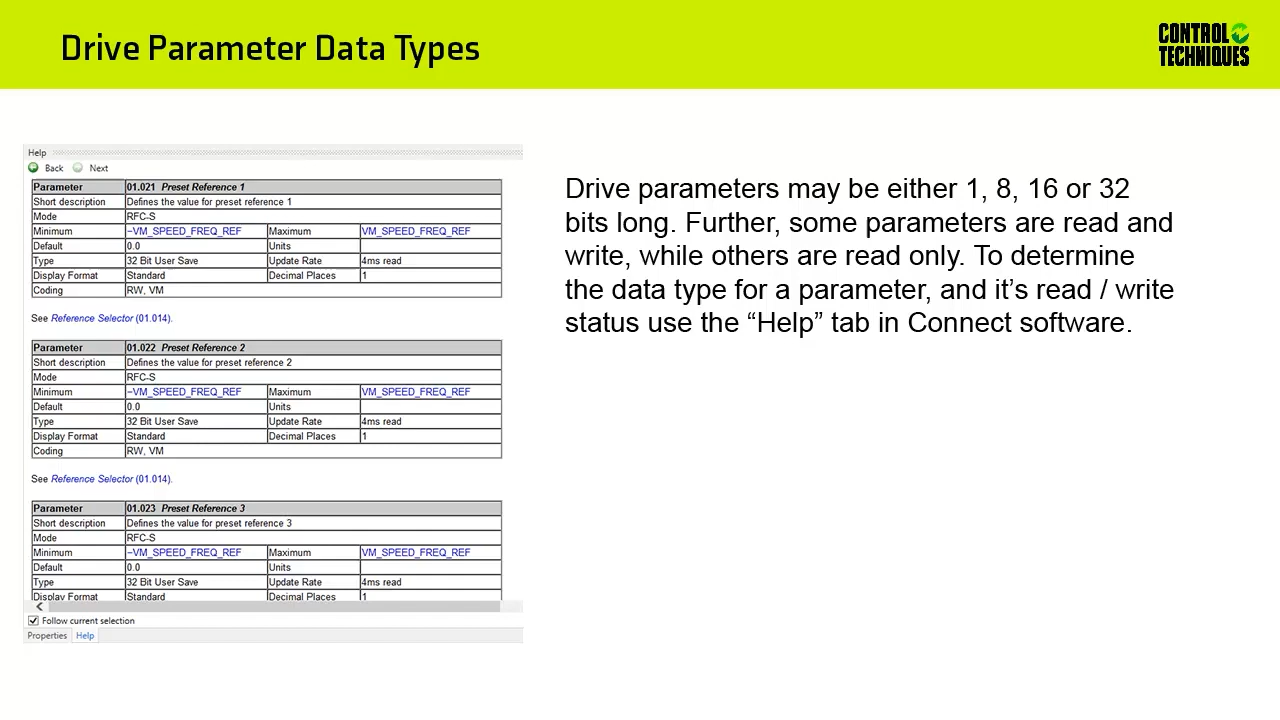 Drive Parameter Data Types
CONTROL
TECHNIQUES
Help
Back Next
Parameter 01.021 Preset Reference 1
Short description Defines the value for preset reference 1
Mode RFC-S
Minimum −VM_SPEED_FREQ_REF Maximum VM_SPEED_FREQ_REF
Default 0.0 Units
Type 32 Bit User Save Update Rate 4ms read
Display Format Standard Decimal Places 1
Coding RW, VM
See Reference Selector (01.014).
Parameter 01.022 Preset Reference 2
Short description Defines the value for preset reference 2
Mode RFC-S
Minimum −VM_SPEED_FREQ_REF Maximum VM_SPEED_FREQ_REF
Default 0.0 Units
Type 32 Bit User Save Update Rate 4ms read
Display Format Standard Decimal Places 1
Coding RW, VM
See Reference Selector (01.014).
Parameter 01.023 Preset Reference 3
Short description Defines the value for preset reference 3
Mode RFC-S
Minimum −VM_SPEED_FREQ_REF Maximum VM_SPEED_FREQ_REF
Default 0.0 Units
Type 32 Bit User Save Update Rate 4ms read
Display Format Standard Decimal Places 1
Follow current selection
Properties Help
Drive parameters may be either 1, 8, 16 or 32
bits long. Further, some parameters are read and
write, while others are read only. To determine
the data type for a parameter, and it’s read / write
status use the “Help” tab in Connect software.